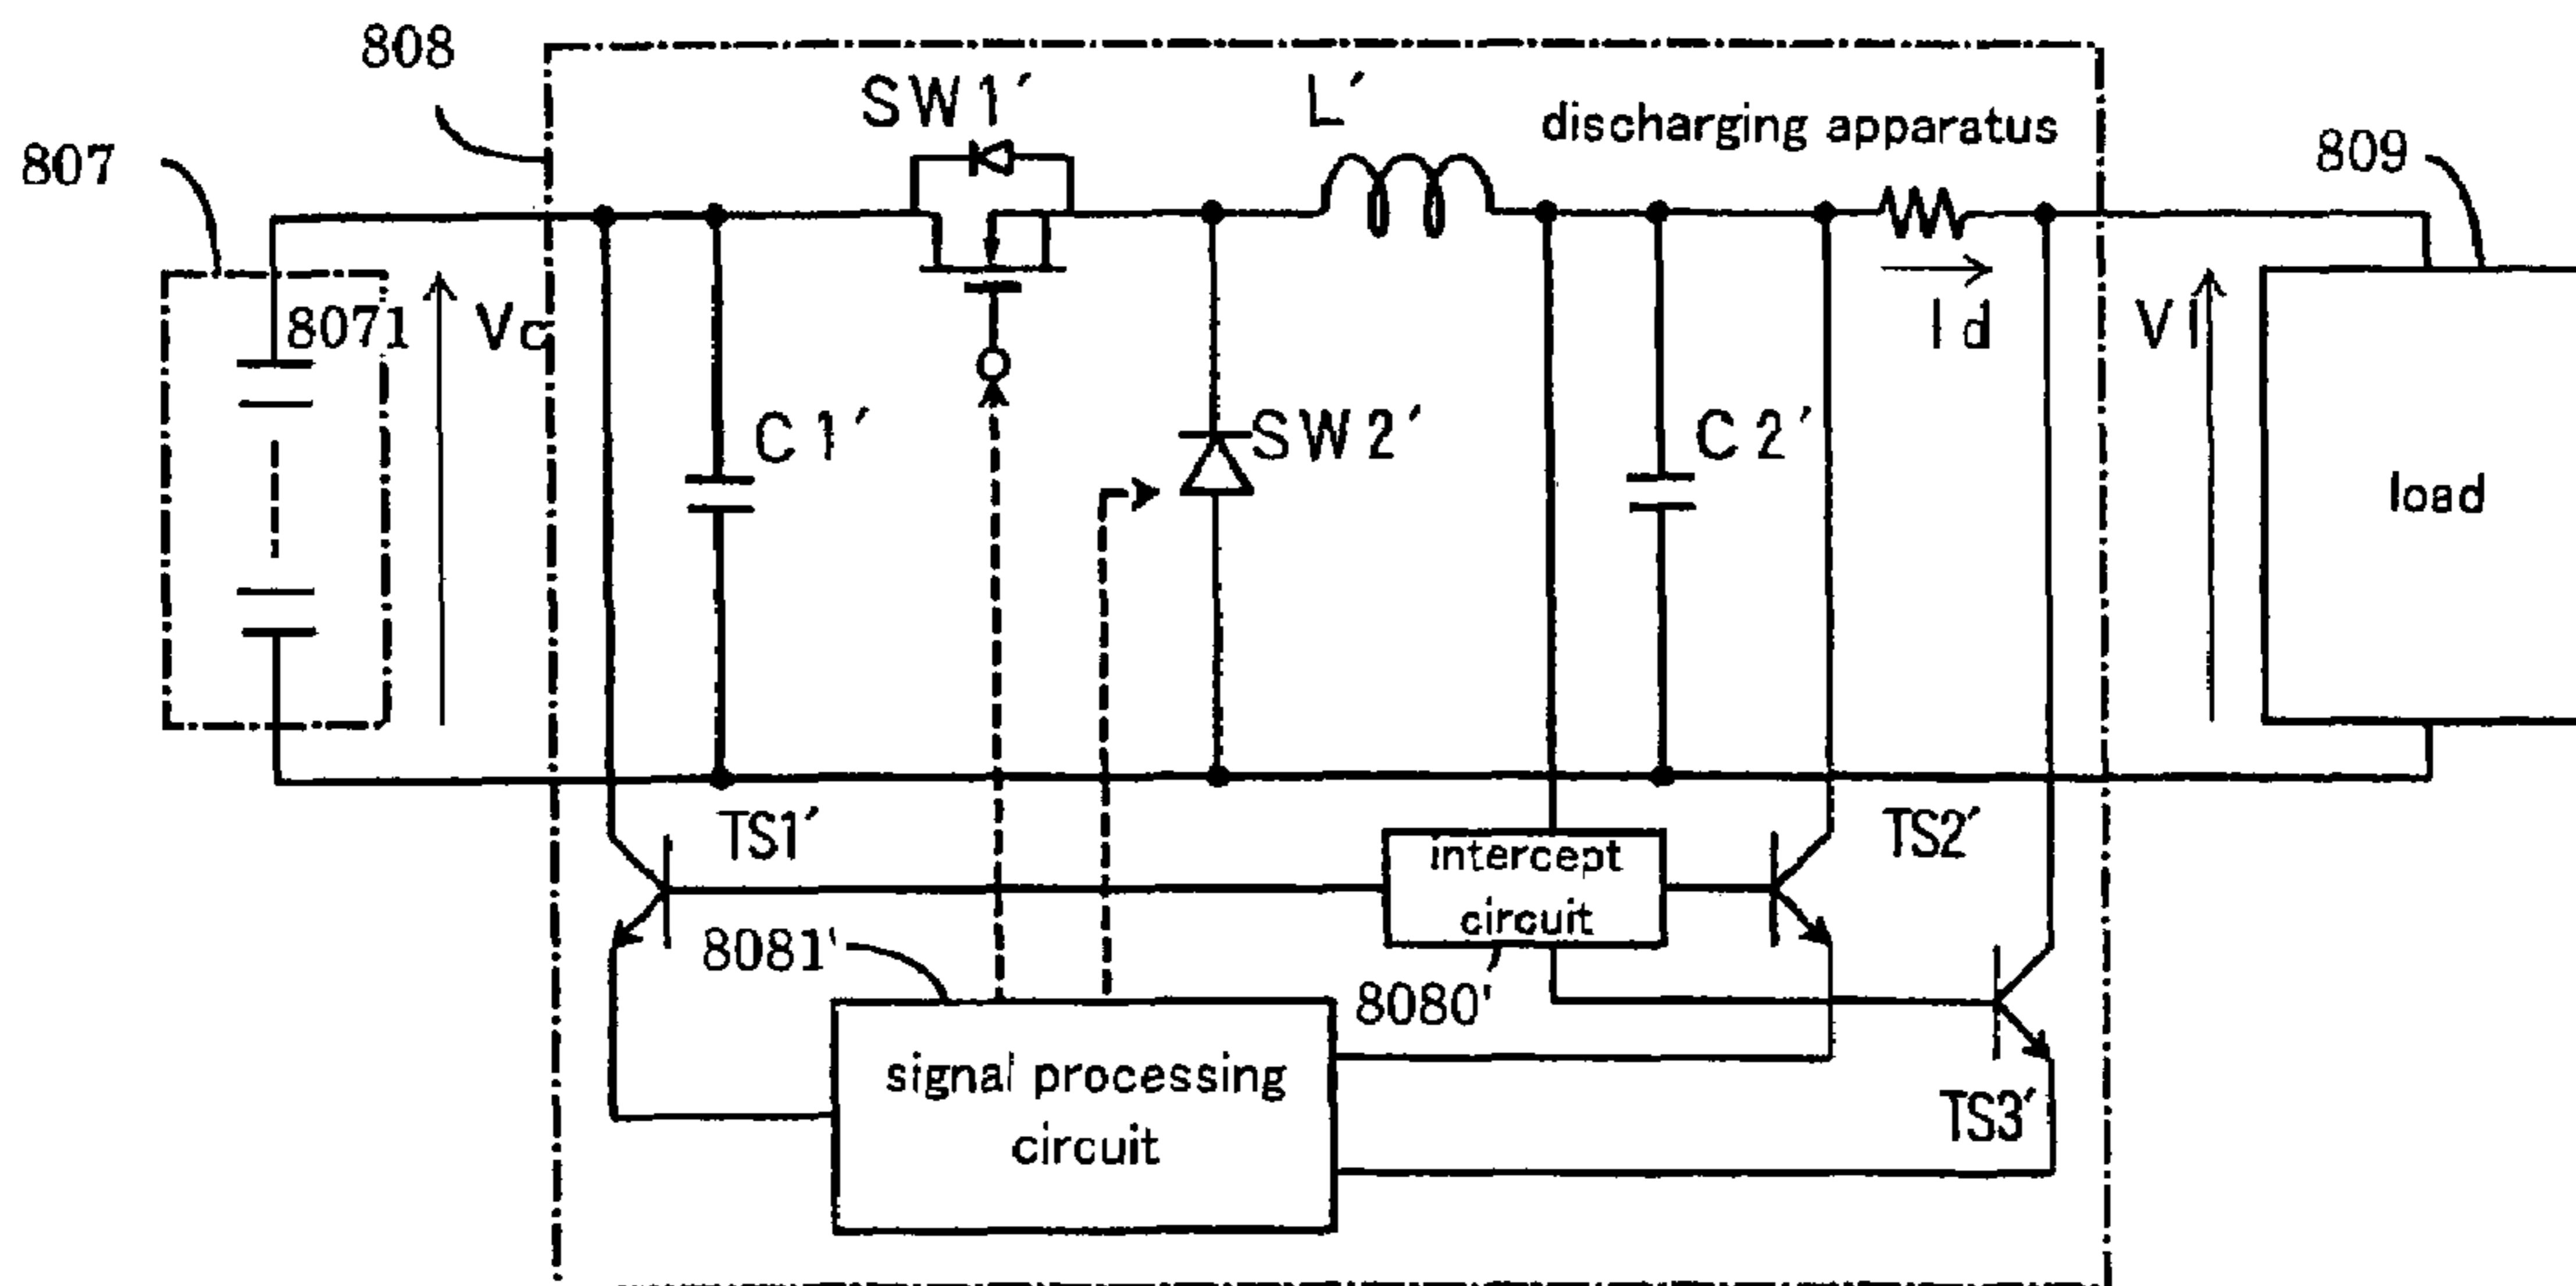 808
SW1′
L′
discharging apparatus
807
809
8071
Vc
Id
Vl
C1′
SW2′
C2′
load
TS1′
intercept
circuit
TS2′
8081'
8080'
signal processing
circuit
TS3′